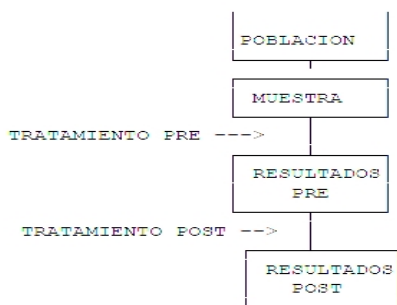 POBLACION
MUESTRA
TRATAMIENTO PRE --->
RESULTADOS
PRE
TRATAMIENTO POST -->
RESULTADOS
POST